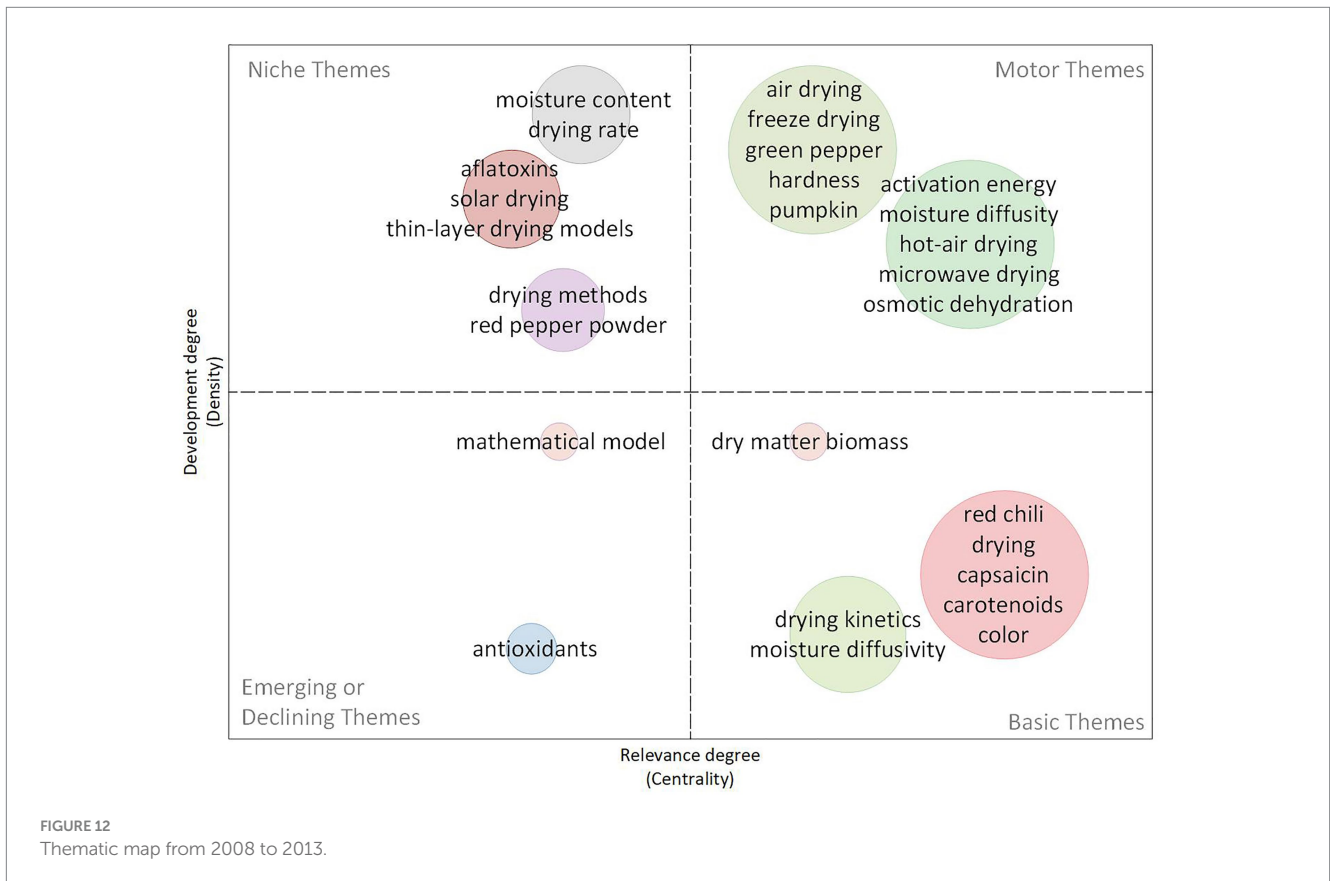 Niche Themes
Motor Themes
moisture content
drying rate
aflatoxins
solar drying
thin-layer drying models
drying methods
red pepper powder
air drying
freeze drying
green pepper
hardness
pumpkin
activation energy
moisture diffusity
hot-air drying
microwave drying
osmotic dehydration
Development degree
(Density)
mathematical model
dry matter biomass
antioxidants
red chili
drying
capsaicin
carotenoids
color
drying kinetics
moisture diffusivity
Emerging or
Declining Themes
Basic Themes
Relevance degree
(Centrality)
FIGURE 12
Thematic map from 2008 to 2013.